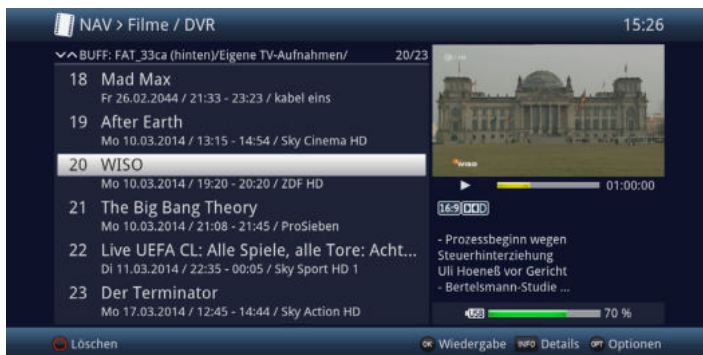 NAV > Filme / DVR 15:26
BUFF: FAT_33ca (hinten)/Eigene TV-Aufnahmen/ 20/23
18 Mad Max
Fr 26.02.2044 / 21:33 - 23:23 / kabel eins
19 After Earth
Mo 10.03.2014 / 13:15 - 14:54 / Sky Cinema HD
20 WISO
Mo 10.03.2014 / 19:20 - 20:20 / ZDF HD
21 The Big Bang Theory
Mo 10.03.2014 / 21:08 - 21:45 / ProSieben
22 Live UEFA CL: Alle Spiele, alle Tore: Acht...
Di 11.03.2014 / 22:35 - 00:05 / Sky Sport HD 1
23 Der Terminator
Mo 17.03.2014 / 12:45 - 14:44 / Sky Action HD
WISO
01:00:00
16:9
- Prozessbeginn wegen
Steuerhinterziehung
Uli Hoeneß vor Gericht
- Bertelsmann-Studie ...
USB 70 %
Löschen OK Wiedergabe INFO Details OPT Optionen